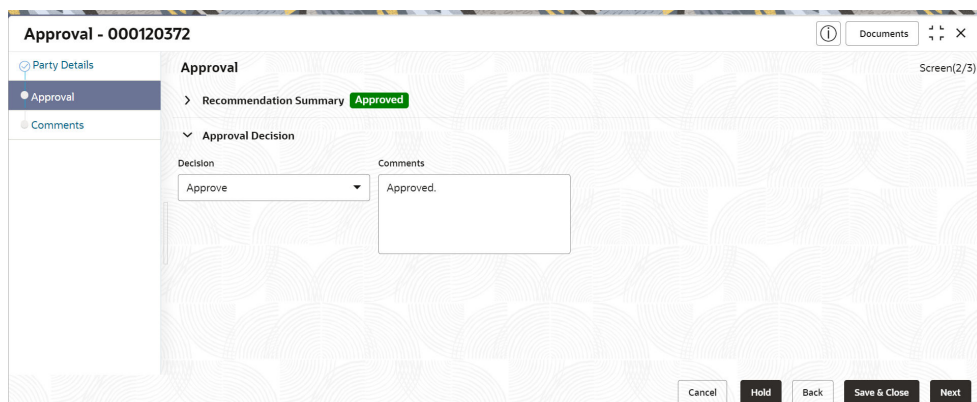 Approval - 000120372
Documents
Party Details
Approval
Comments
Approval
Screen(2/3)
Recommendation Summary Approved
Approval Decision
Decision
Comments
Approve
Approved.
Cancel Hold Back Save & Close Next